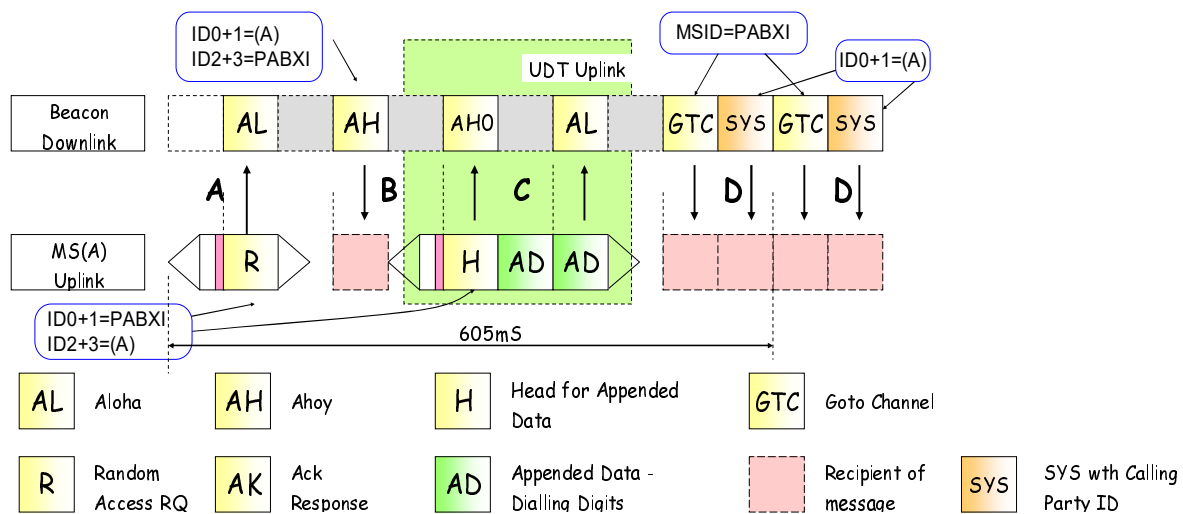 ID0+1=(A)
ID2+3=PABXI
MSID=PABXI
ID0+1=(A)
UDT Uplink
Beacon
Downlink
AL
AH
AH0
AL
GTC
SYS
GTC
SYS
A
B
C
D
D
MS(A)
Uplink
R
H
AD
AD
ID0+1=PABXI
ID2+3=(A)
605mS
AL
Aloha
AH
Ahoy
H
Head for Appended
Data
GTC
Goto Channel
R
Random
Access RQ
AK
Ack
Response
AD
Appended Data -
Dialling Digits
Recipient of
message
SYS
SYS wth Calling
Party ID